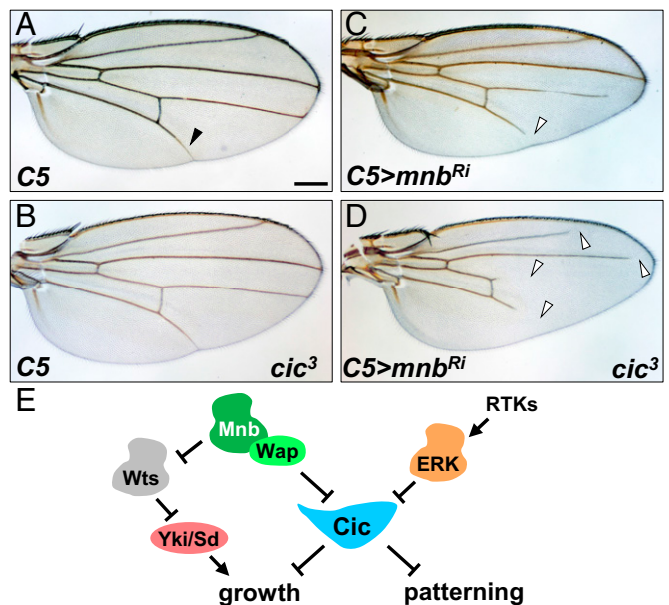 A
C5
C
C5>mnbRi
B
C5 cic3
D
C5>mnbRi cic3
E
Mnb
Wap
RTKs
Wts
ERK
Yki/Sd
Cic
growth
patterning